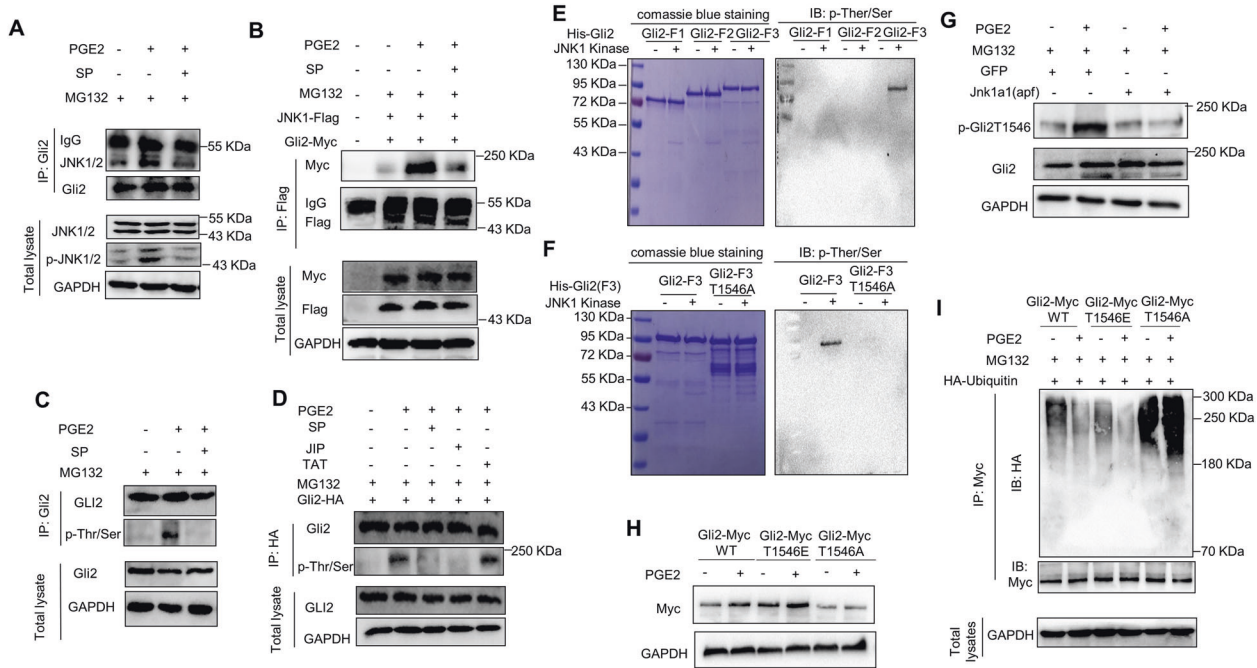 A
PGE2 - + +
SP - - +
MG132 + + +
IP: Gli2
IgG
55 KDa
JNK1/2
Gli2
Total lysate
JNK1/2
55 KDa
43 KDa
p-JNK1/2
43 KDa
GAPDH
B
PGE2 - - + +
SP - - - +
MG132 - + + +
JNK1-Flag - + + +
Gli2-Myc - + + +
IP: Flag
Myc
250 KDa
IgG
55 KDa
Flag
43 KDa
Total lysate
Myc
Flag
43 KDa
GAPDH
C
PGE2 - + +
SP - - +
MG132 + + +
IP: Gli2
GLI2
p-Thr/Ser
Total lysate
Gli2
GAPDH
D
PGE2 - + + + +
SP - - + - -
JIP - - - + -
TAT - - - - +
MG132 + + + + +
Gli2-HA + + + + +
IP: HA
Gli2
250 KDa
p-Thr/Ser
Total lysate
GLI2
GAPDH
E
comassie blue staining
IB: p-Ther/Ser
His-Gli2 Gli2-F1 Gli2-F2 Gli2-F3 Gli2-F1 Gli2-F2 Gli2-F3
JNK1 Kinase - + - + - + - + - + - +
130 KDa
95 KDa
72 KDa
55 KDa
43 KDa
F
comassie blue staining
IB: p-Ther/Ser
His-Gli2(F3) Gli2-F3 Gli2-F3 T1546A Gli2-F3 Gli2-F3 T1546A
JNK1 Kinase - + - + - + - +
130 KDa
95 KDa
72 KDa
55 KDa
43 KDa
G
PGE2 - + - +
MG132 + + + +
GFP + + - -
Jnk1a1(apf) - - + +
250 KDa
p-Gli2T1546
250 KDa
Gli2
GAPDH
H
Gli2-Myc Gli2-Myc Gli2-Myc
WT T1546E T1546A
PGE2 - + - + - +
Myc
GAPDH
I
Gli2-Myc Gli2-Myc Gli2-Myc
WT T1546E T1546A
PGE2 - + - + - +
MG132 + + + + + +
HA-Ubiquitin + + + + + +
IP: Myc
IB: HA
300 KDa
250 KDa
180 KDa
70 KDa
IB:
Myc
Total
lysates
GAPDH